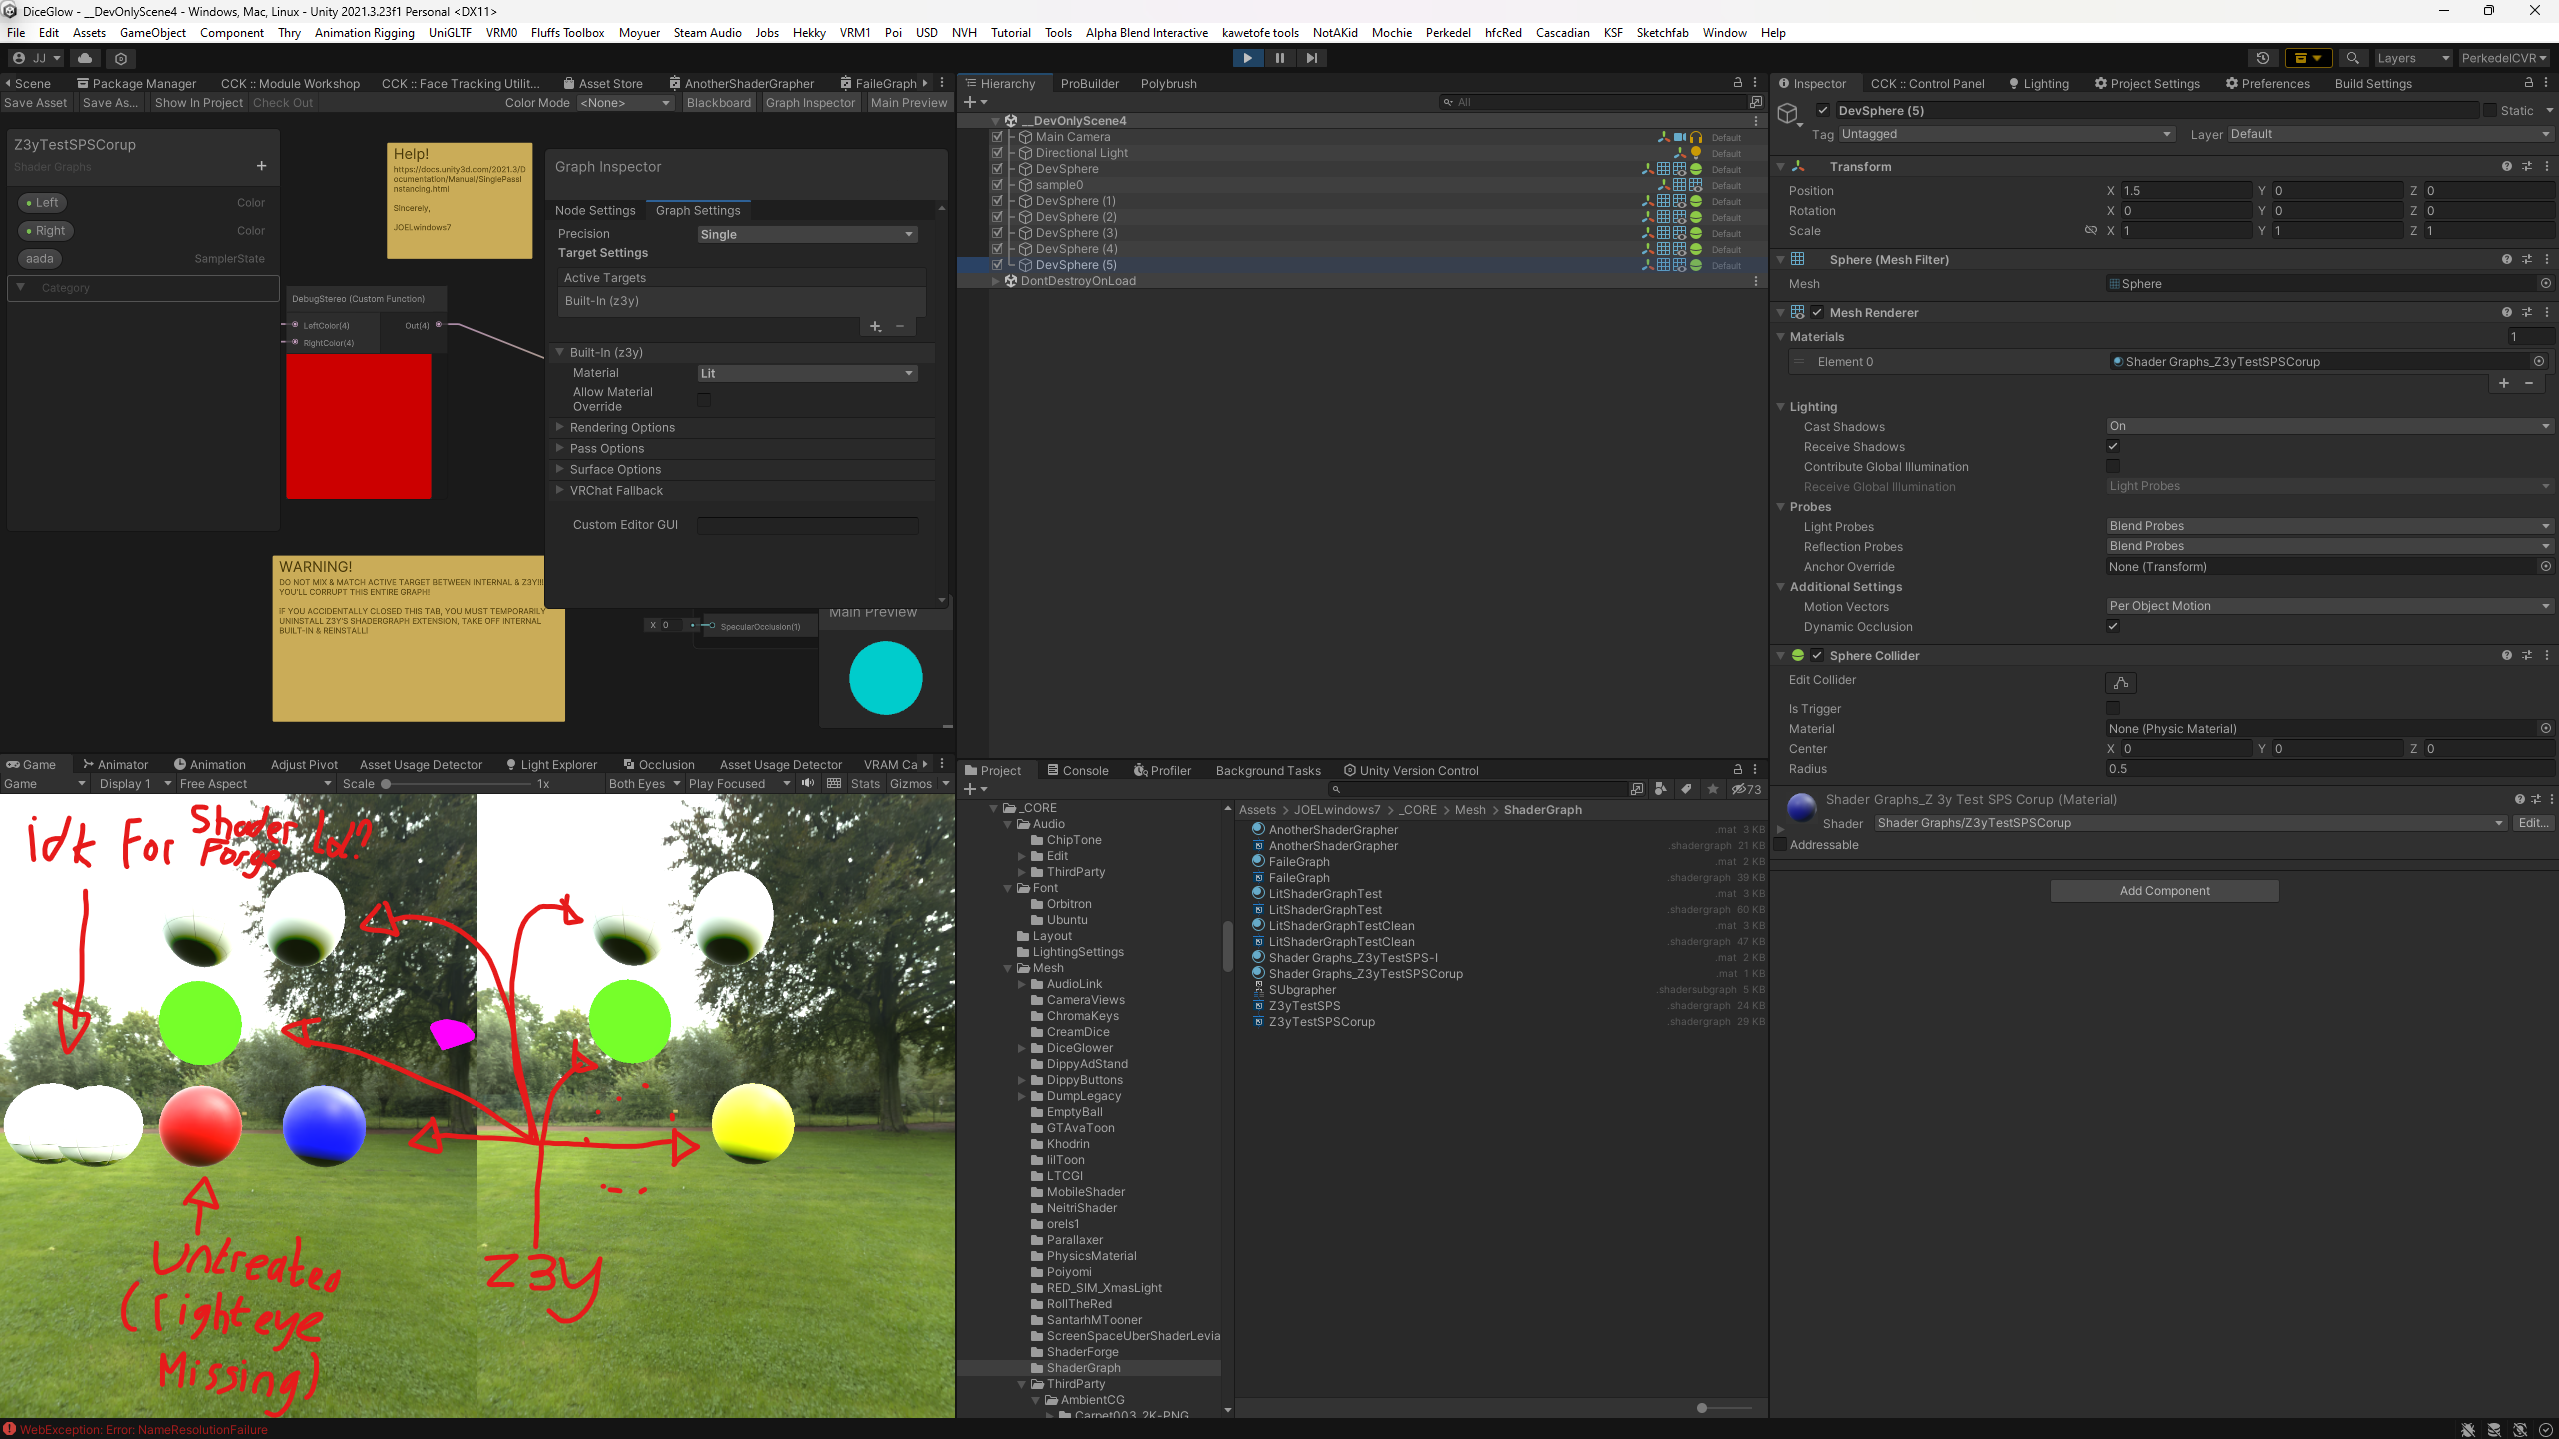 DiceGlow - __DevOnlyScene4 - Windows, Mac, Linux - Unity 2021.3.23f1 Personal <DX11>
File Edit Assets GameObject Component Thry Animation Rigging UniGLTF VRM0 Fluffs Toolbox Moyuer Steam Audio Jobs Hekky VRM1 Poi USD NVH Tutorial Tools Alpha Blend Interactive kawetofe tools NotAKid Mochie Perkedel hfcRed Cascadian KSF Sketchfab Window Help
JJ Layers PerkedelCVR
Scene Package Manager CCK :: Module Workshop CCK :: Face Tracking Utilit... Asset Store AnotherShaderGrapher FaileGraph
Save Asset Save As... Show In Project Check Out Color Mode <None> Blackboard Graph Inspector Main Preview
Z3yTestSPSCorup
Shader Graphs
Left Color
Right Color
aada SamplerState
Category
Help!
https://docs.unity3d.com/2021.3/D
ocumentation/Manual/SinglePassI
nstancing.html
Sincerely,
JOELwindows7
DebugStereo (Custom Function)
LeftColor(4) Out(4)
RightColor(4)
WARNING!
DO NOT MIX & MATCH ACTIVE TARGET BETWEEN INTERNAL & Z3Y!!!
YOU'LL CORRUPT THIS ENTIRE GRAPH!
IF YOU ACCIDENTALLY CLOSED THIS TAB, YOU MUST TEMPORARILY
UNINSTALL Z3Y'S SHADERGRAPH EXTENSION, TAKE OFF INTERNAL
BUILT-IN & REINSTALL!
Graph Inspector
Node Settings Graph Settings
Precision Single
Target Settings
Active Targets
Built-In (z3y)
Built-In (z3y)
Material Lit
Allow Material
Override
Rendering Options
Pass Options
Surface Options
VRChat Fallback
Custom Editor GUI
X 0 SpecularOcclusion(1)
Main Preview
Hierarchy ProBuilder Polybrush
All
__DevOnlyScene4
Main Camera Default
Directional Light Default
DevSphere Default
sample0 Default
DevSphere (1) Default
DevSphere (2) Default
DevSphere (3) Default
DevSphere (4) Default
DevSphere (5) Default
DontDestroyOnLoad
Inspector CCK :: Control Panel Lighting Project Settings Preferences Build Settings
DevSphere (5) Static
Tag Untagged Layer Default
Transform
Position X 1.5 Y 0 Z 0
Rotation X 0 Y 0 Z 0
Scale X 1 Y 1 Z 1
Sphere (Mesh Filter)
Mesh Sphere
Mesh Renderer
Materials 1
Element 0 Shader Graphs_Z3yTestSPSCorup
Lighting
Cast Shadows On
Receive Shadows
Contribute Global Illumination
Receive Global Illumination Light Probes
Probes
Light Probes Blend Probes
Reflection Probes Blend Probes
Anchor Override None (Transform)
Additional Settings
Motion Vectors Per Object Motion
Dynamic Occlusion
Sphere Collider
Edit Collider
Is Trigger
Material None (Physic Material)
Center X 0 Y 0 Z 0
Radius 0.5
Shader Graphs_Z 3y Test SPS Corup (Material)
Shader Shader Graphs/Z3yTestSPSCorup Edit...
Addressable
Add Component
Game Animator Animation Adjust Pivot Asset Usage Detector Light Explorer Occlusion Asset Usage Detector VRAM Ca
Game Display 1 Free Aspect Scale 1x Both Eyes Play Focused Stats Gizmos
idk For Shader Forge Ld?
Untreated
(right eye
Missing)
Z3y
Project Console Profiler Background Tasks Unity Version Control
73
_CORE
Audio
ChipTone
Edit
ThirdParty
Font
Orbitron
Ubuntu
Layout
LightingSettings
Mesh
AudioLink
CameraViews
ChromaKeys
CreamDice
DiceGlower
DippyAdStand
DippyButtons
DumpLegacy
EmptyBall
GTAvaToon
Khodrin
lilToon
LTCGI
MobileShader
NeitriShader
orels1
Parallaxer
PhysicsMaterial
Poiyomi
RED_SIM_XmasLight
RollTheRed
SantarhMTooner
ScreenSpaceUberShaderLevia
ShaderForge
ShaderGraph
ThirdParty
AmbientCG
Carpet003_2K-PNG
Assets > JOELwindows7 > _CORE > Mesh > ShaderGraph
AnotherShaderGrapher .mat 3 KB
AnotherShaderGrapher .shadergraph 21 KB
FaileGraph .mat 2 KB
FaileGraph .shadergraph 39 KB
LitShaderGraphTest .mat 3 KB
LitShaderGraphTest .shadergraph 60 KB
LitShaderGraphTestClean .mat 3 KB
LitShaderGraphTestClean .shadergraph 47 KB
Shader Graphs_Z3yTestSPS-I .mat 2 KB
Shader Graphs_Z3yTestSPSCorup .mat 1 KB
SUbgrapher .shadersubgraph 5 KB
Z3yTestSPS .shadergraph 24 KB
Z3yTestSPSCorup .shadergraph 29 KB
WebException: Error: NameResolutionFailure